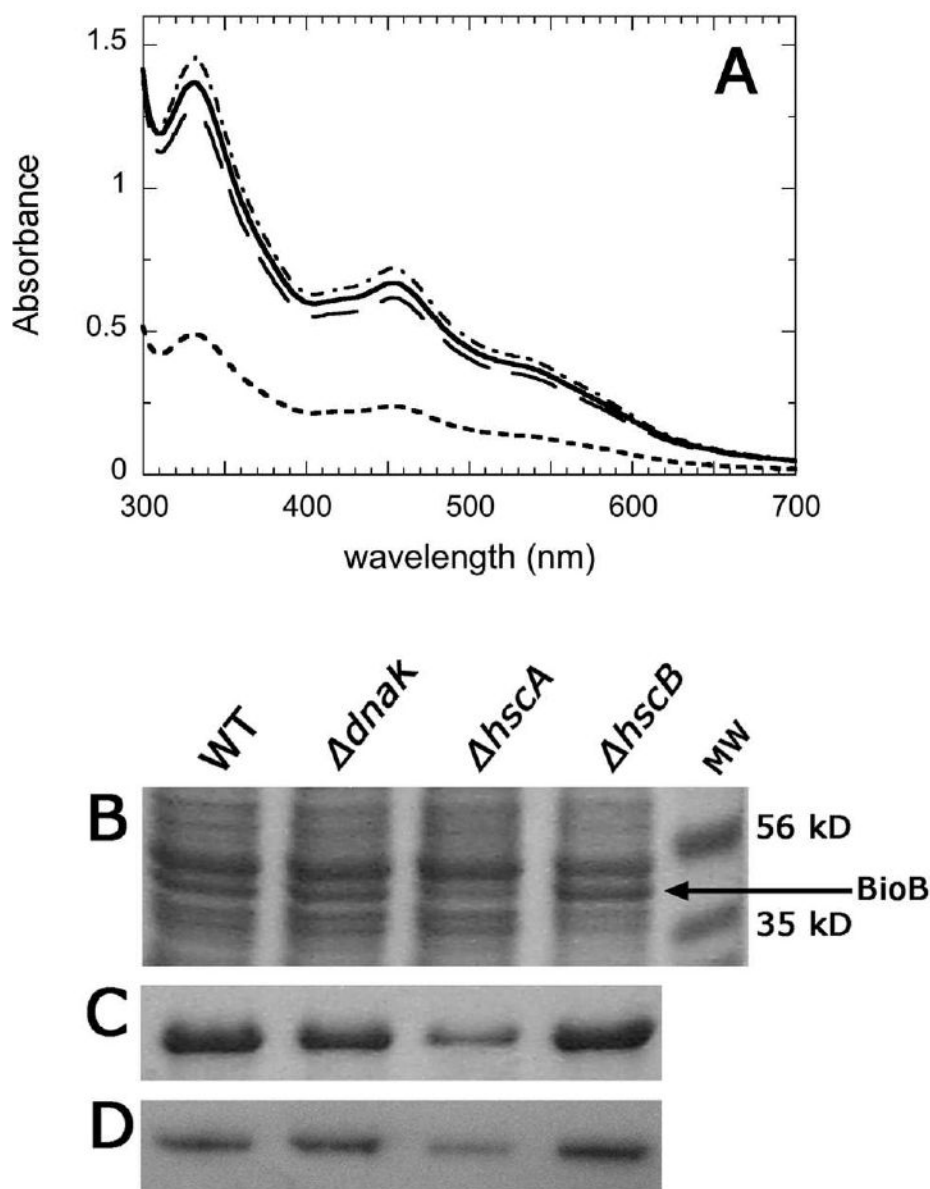 A
1.5
1
0.5
0
Absorbance
300 400 500 600 700
wavelength (nm)
WT ΔdnaK ΔhscA ΔhscB MW
B
56 kD
BioB
35 kD
C
D